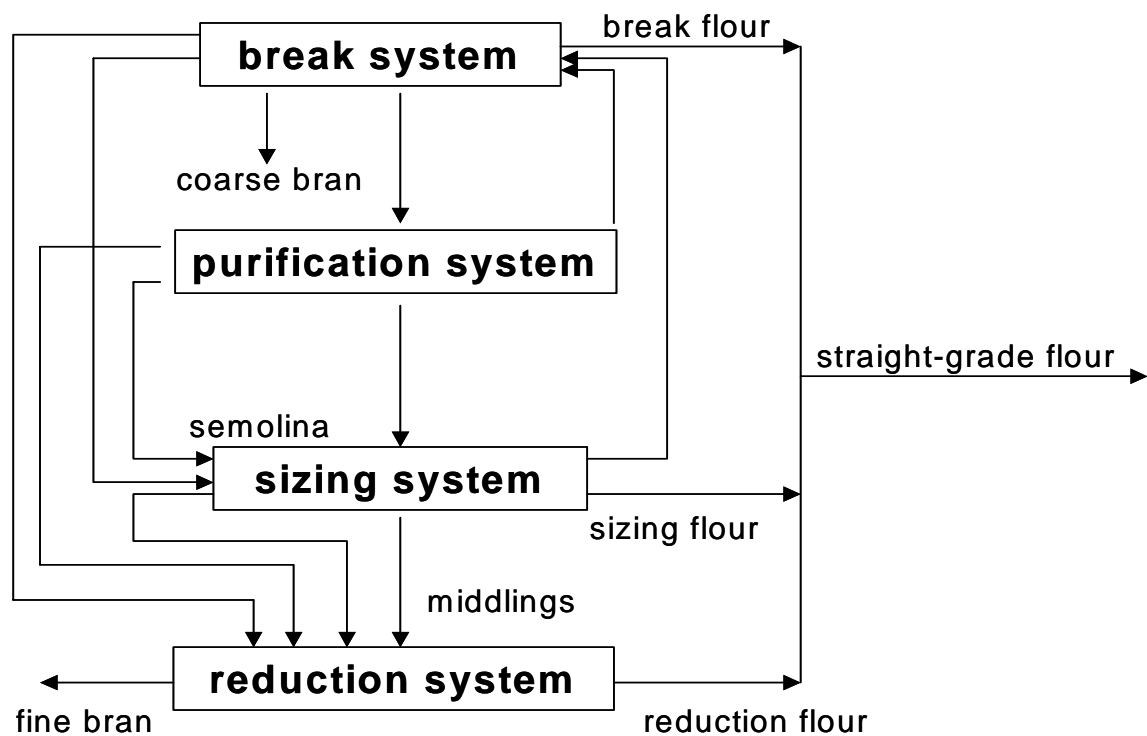 break flour
break system
coarse bran
purification system
straight-grade flour
semolina
sizing system
sizing flour
middlings
reduction system
fine bran
reduction flour